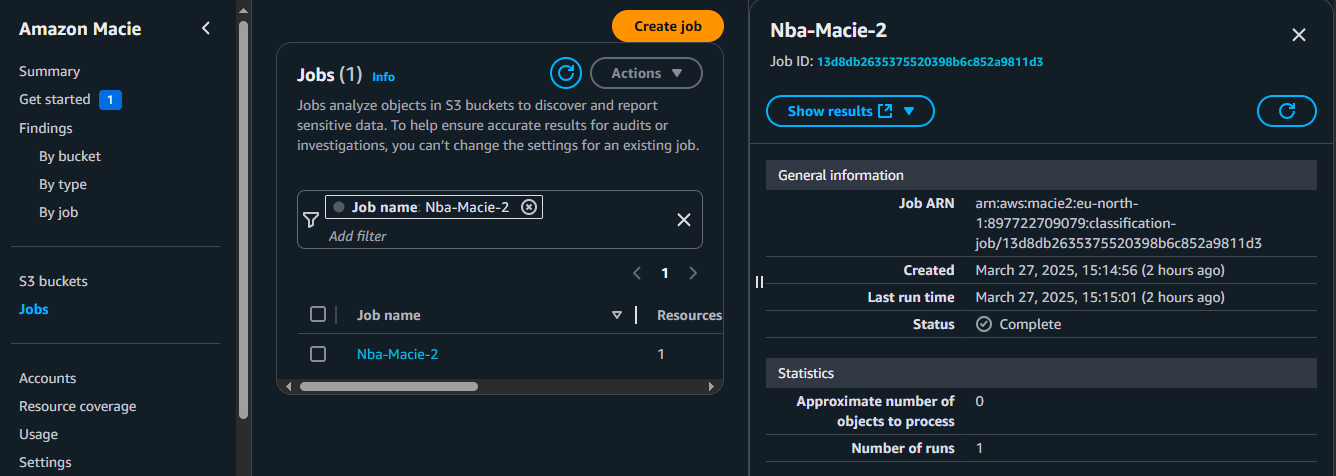 Amazon Macie
Summary
Get started 1
Findings
By bucket
By type
By job
S3 buckets
Jobs
Accounts
Resource coverage
Usage
Settings
Create job
Jobs (1) Info
Actions
Jobs analyze objects in S3 buckets to discover and report
sensitive data. To help ensure accurate results for audits or
investigations, you can't change the settings for an existing job.
Job name: Nba-Macie-2
Add filter
1
Job name Resources
Nba-Macie-2 1
Nba-Macie-2
Job ID: 13d8db2635375520398b6c852a9811d3
Show results
General information
Job ARN arn:aws:macie2:eu-north-
1:897722709079:classification-
job/13d8db2635375520398b6c852a9811d3
Created March 27, 2025, 15:14:56 (2 hours ago)
Last run time March 27, 2025, 15:15:01 (2 hours ago)
Status Complete
Statistics
Approximate number of 0
objects to process
Number of runs 1